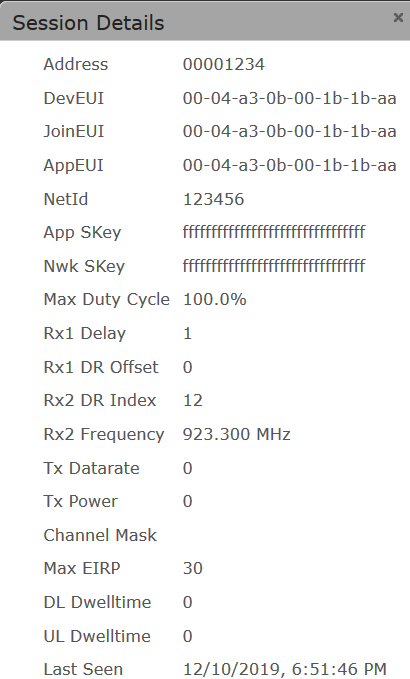 Session Details
Address 00001234
DevEUI 00-04-a3-0b-00-1b-1b-aa
JoinEUI 00-04-a3-0b-00-1b-1b-aa
AppEUI 00-04-a3-0b-00-1b-1b-aa
NetId 123456
App SKey ffffffffffffffffffffffffffffffff
Nwk SKey ffffffffffffffffffffffffffffffff
Max Duty Cycle 100.0%
Rx1 Delay 1
Rx1 DR Offset 0
Rx2 DR Index 12
Rx2 Frequency 923.300 MHz
Tx Datarate 0
Tx Power 0
Channel Mask
Max EIRP 30
DL Dwelltime 0
UL Dwelltime 0
Last Seen 12/10/2019, 6:51:46 PM